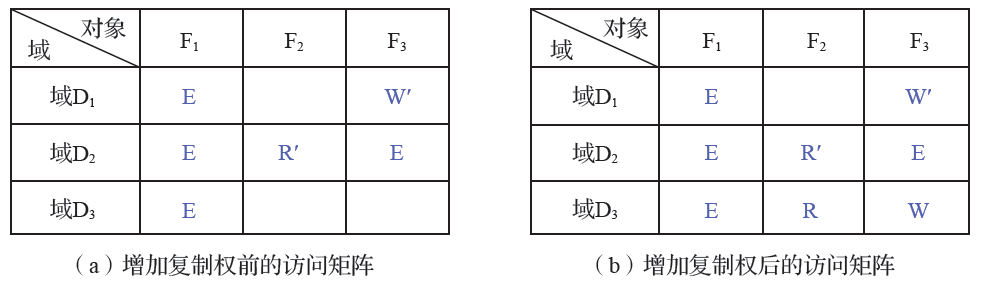 对象 域 F₁ F₂ F₃
域D₁ E W′
域D₂ E R′ E
域D₃ E
（a）增加复制权前的访问矩阵
对象 域 F₁ F₂ F₃
域D₁ E W′
域D₂ E R′ E
域D₃ E R W
（b）增加复制权后的访问矩阵